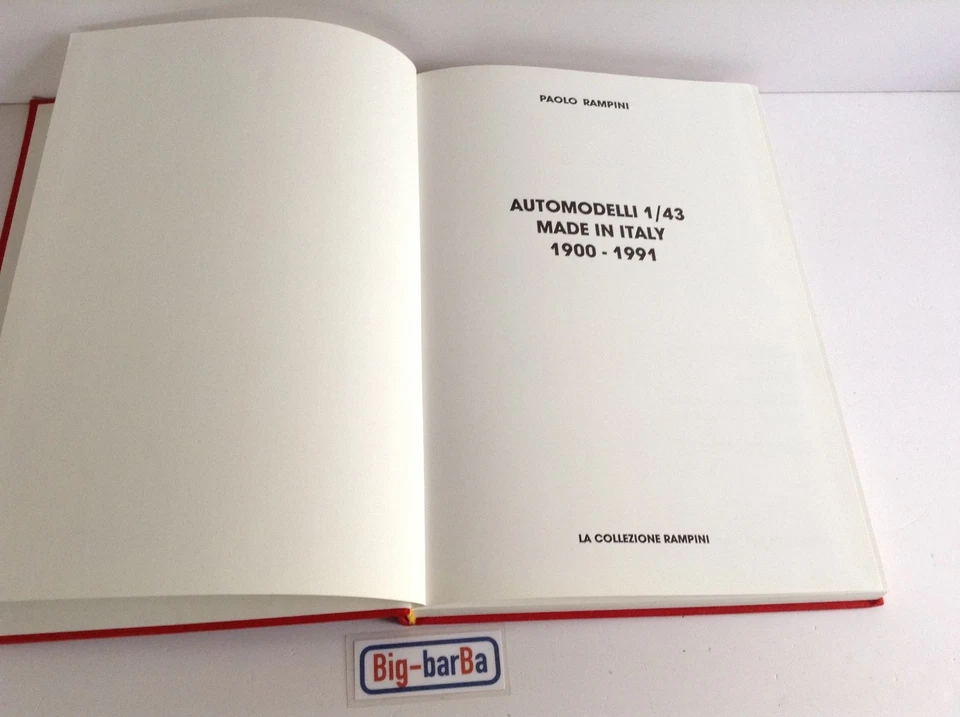 PAOLO RAMPINI
AUTOMODELLI 1/43
MADE IN ITALY
1900 - 1991
LA COLLEZIONE RAMPINI
Big-barBa